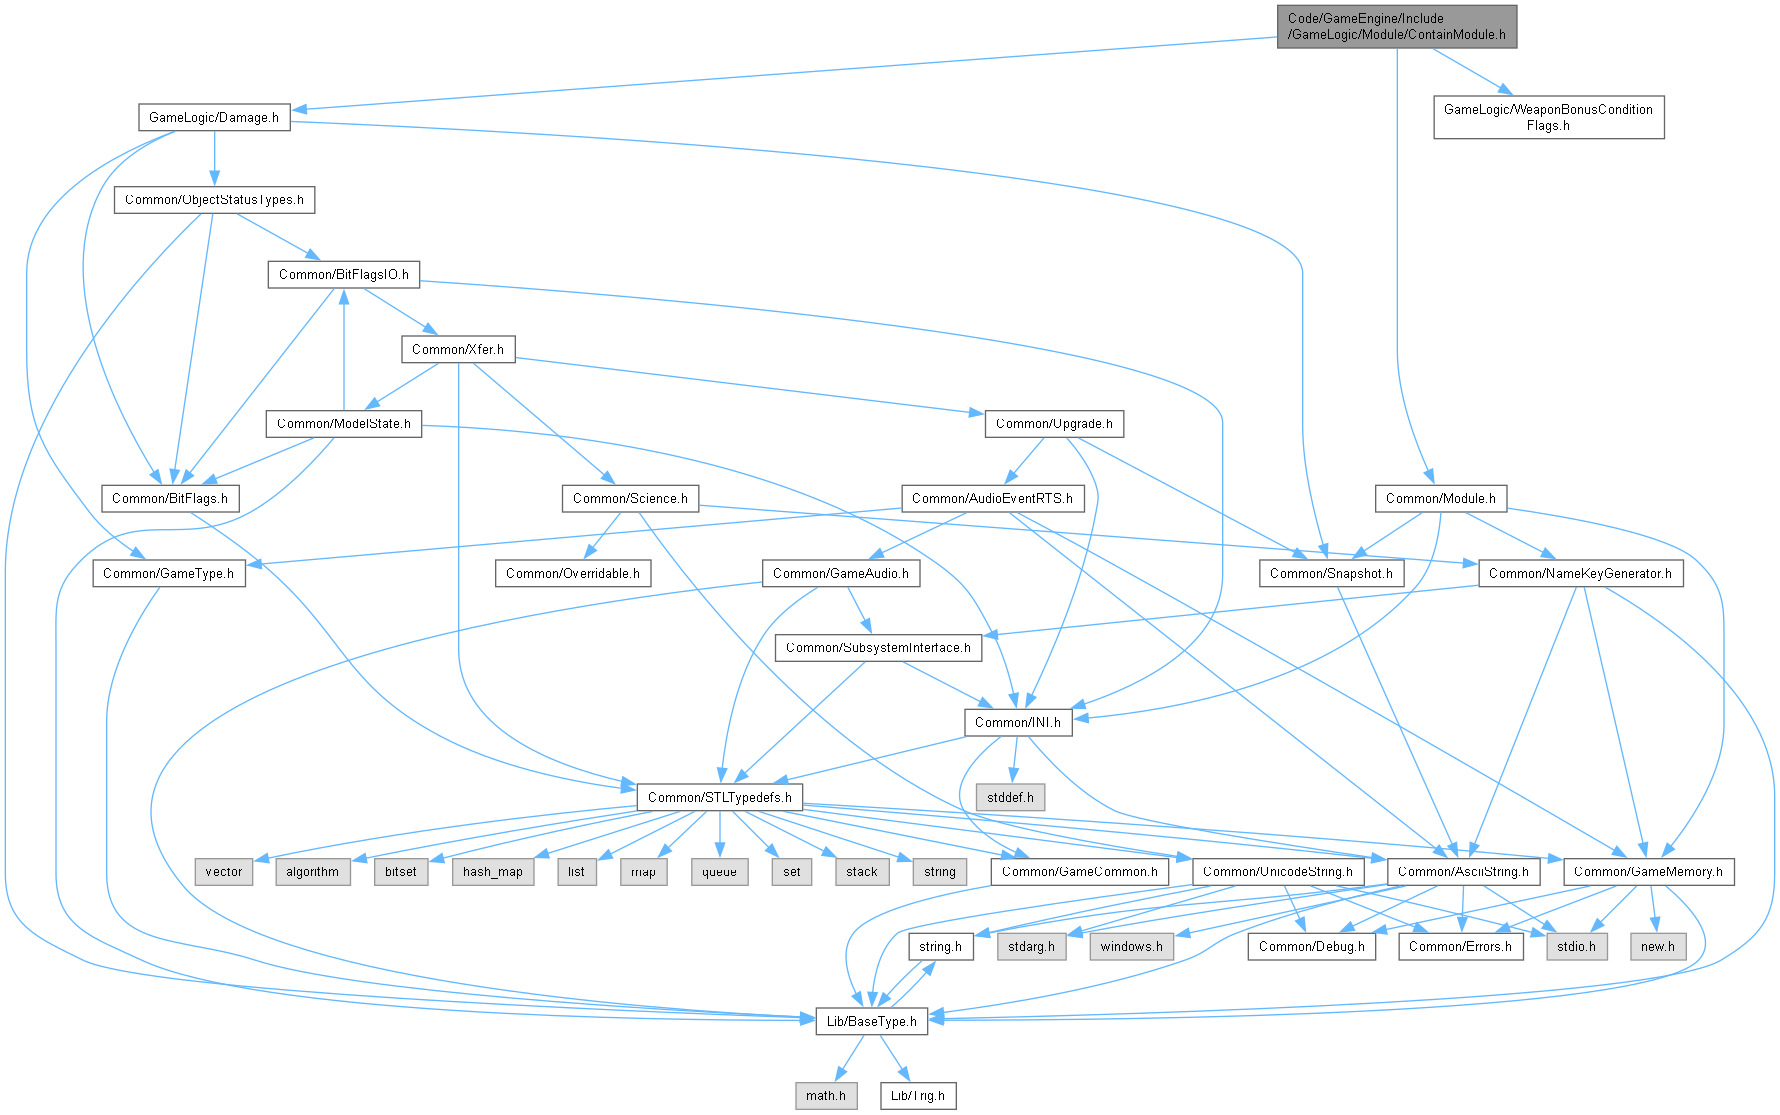 Code/GameEngine/Include
/GameLogic/Module/ContainModule.h
GameLogic/Damage.h
GameLogic/WeaponBonusCondition
Flags.h
Common/ObjectStatusTypes.h
Common/BitFlagsIO.h
Common/Xfer.h
Common/ModelState.h
Common/Upgrade.h
Common/BitFlags.h
Common/Science.h
Common/AudioEventRTS.h
Common/Module.h
Common/GameType.h
Common/Overridable.h
Common/GameAudio.h
Common/Snapshot.h
Common/NameKeyGenerator.h
Common/SubsystemInterface.h
Common/INI.h
Common/STLTypedefs.h
stddef.h
vector
algorithm
bitset
hash_map
list
map
queue
set
stack
string
Common/GameCommon.h
Common/UnicodeString.h
Common/AsciiString.h
Common/GameMemory.h
string.h
stdarg.h
windows.h
Common/Debug.h
Common/Errors.h
stdio.h
new.h
Lib/BaseType.h
math.h
Lib/Trig.h